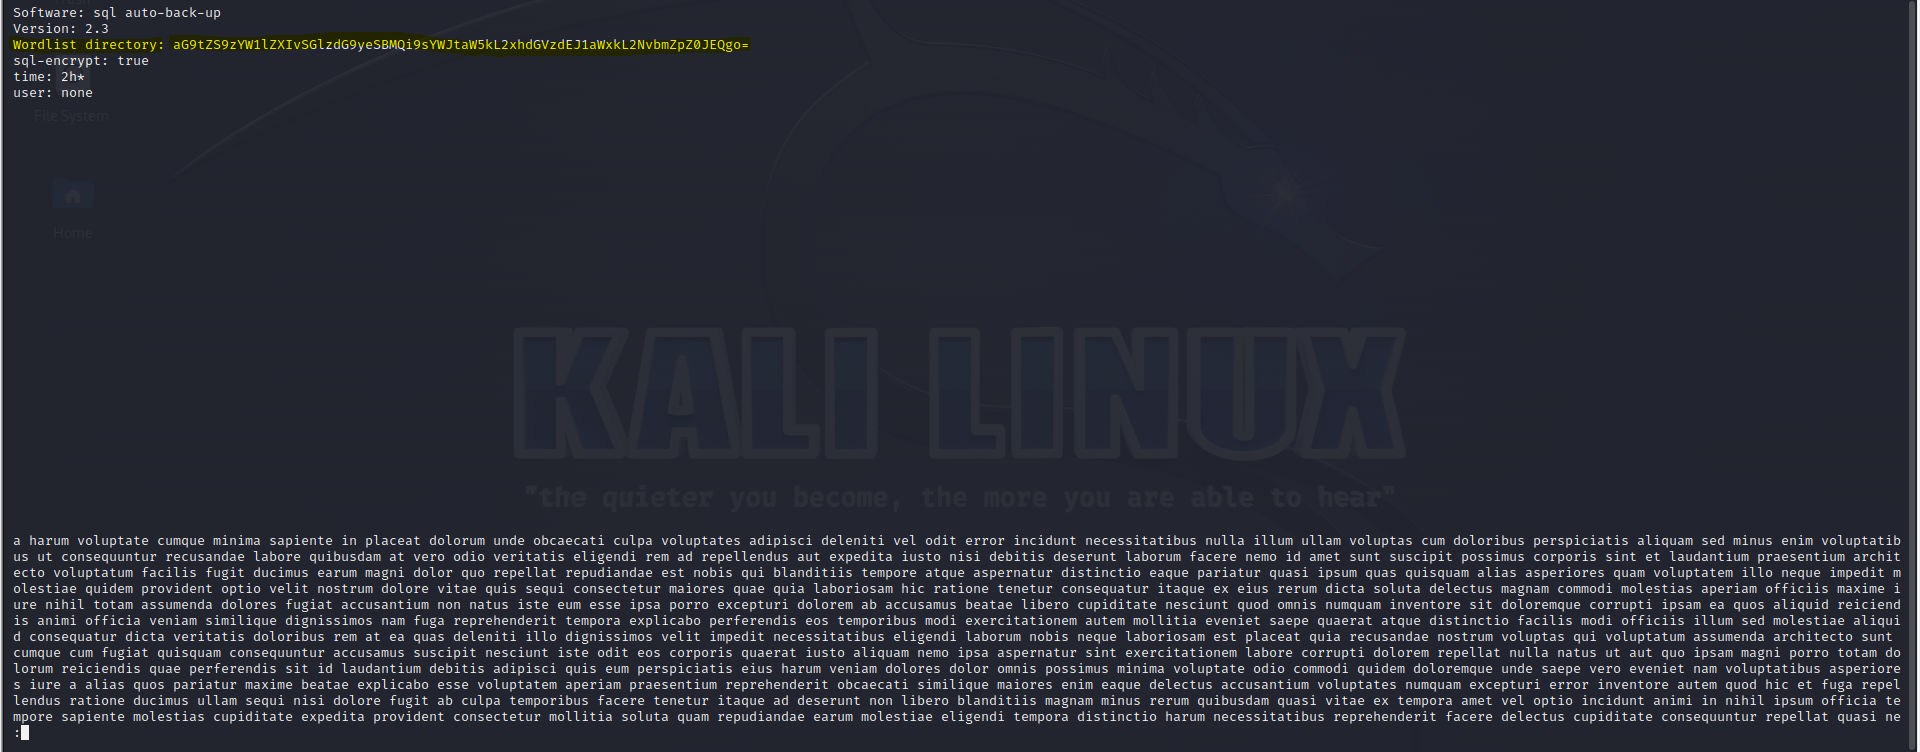 Software: sql auto-back-up
Version: 2.3
Wordlist directory: aG9tZS9zYW1lZXIvSGlzdG9yeSBMQi9sYWJtaW5kL2xhdGVzdEJ1aWxkL2NvbmZpZ0JEQgo=
sql-encrypt: true
time: 2h*
user: none
File System
Home
KALI LINUX
"the quieter you become, the more you are able to hear"
a harum voluptate cumque minima sapiente in placeat dolorum unde obcaecati culpa voluptates adipisci deleniti vel odit error incidunt necessitatibus nulla illum ullam voluptas cum doloribus perspiciatis aliquam sed minus enim voluptatib
us ut consequuntur recusandae labore quibusdam at vero odio veritatis eligendi rem ad repellendus aut expedita iusto nisi debitis deserunt laborum facere nemo id amet sunt suscipit possimus corporis sint et laudantium praesentium archit
ecto voluptatum facilis fugit ducimus earum magni dolor quo repellat repudiandae est nobis qui blanditiis tempore atque aspernatur distinctio eaque pariatur quasi ipsum quas quisquam alias asperiores quam voluptatem illo neque impedit m
olestiae quidem provident optio velit nostrum dolore vitae quis sequi consectetur maiores quae quia laboriosam hic ratione tenetur consequatur itaque ex eius rerum dicta soluta delectus magnam commodi molestias aperiam officiis maxime i
ure nihil totam assumenda dolores fugiat accusantium non natus iste eum esse ipsa porro excepturi dolorem ab accusamus beatae libero cupiditate nesciunt quod omnis numquam inventore sit doloremque corrupti ipsam ea quos aliquid reiciend
is animi officia veniam similique dignissimos nam fuga reprehenderit tempora explicabo perferendis eos temporibus modi exercitationem autem mollitia eveniet saepe quaerat atque distinctio facilis modi officiis illum sed molestiae aliqui
d consequatur dicta veritatis doloribus rem at ea quas deleniti illo dignissimos velit impedit necessitatibus eligendi laborum nobis neque laboriosam est placeat quia recusandae nostrum voluptas qui voluptatum assumenda architecto sunt
cumque cum fugiat quisquam consequuntur accusamus suscipit nesciunt iste odit eos corporis quaerat iusto aliquam nemo ipsa aspernatur sint exercitationem labore corrupti dolorem repellat nulla natus ut aut quo ipsam magni porro totam do
lorum reiciendis quae perferendis sit id laudantium debitis adipisci quis eum perspiciatis eius harum veniam dolores dolor omnis possimus minima voluptate odio commodi quidem doloremque unde saepe vero eveniet nam voluptatibus asperiore
s iure a alias quos pariatur maxime beatae explicabo esse voluptatem aperiam praesentium reprehenderit obcaecati similique maiores enim eaque delectus accusantium voluptates numquam excepturi error inventore autem quod hic et fuga repel
lendus ratione ducimus ullam sequi nisi dolore fugit ab culpa temporibus facere tenetur itaque ad deserunt non libero blanditiis magnam minus rerum quibusdam quasi vitae ex tempora amet vel optio incidunt animi in nihil ipsum officia te
mpore sapiente molestias cupiditate expedita provident consectetur mollitia soluta quam repudiandae earum molestiae eligendi tempora distinctio harum necessitatibus reprehenderit facere delectus cupiditate consequuntur repellat quasi ne
: